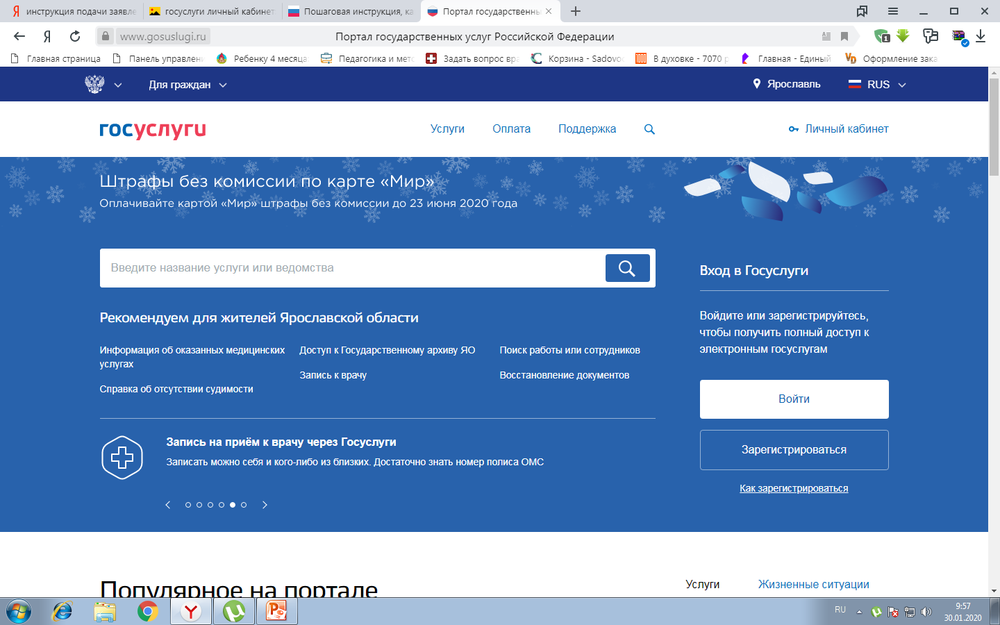 инструкция подачи заявле
госуслуги личный кабинет
Пошаговая инструкция, ка
Портал государственны
www.gosuslugi.ru
Портал государственных услуг Российской Федерации
1
Главная страница
Панель управлени
Ребенку 4 месяца
Педагогика и мето
Задать вопрос вра
Корзина - Sadovo
В духовке - 7070 р
Главная - Единый
Оформление зака
Для граждан
Ярославль
RUS
госуслуги
Услуги
Оплата
Поддержка
Личный кабинет
Штрафы без комиссии по карте «Мир»
Оплачивайте картой «Мир» штрафы без комиссии до 23 июня 2020 года
Введите название услуги или ведомства
Рекомендуем для жителей Ярославской области
Информация об оказанных медицинских
услугах
Справка об отсутствии судимости
Доступ к Государственному архиву ЯО
Запись к врачу
Поиск работы или сотрудников
Восстановление документов
Запись на приём к врачу через Госуслуги
Записать можно себя и кого-либо из близких. Достаточно знать номер полиса ОМС
Вход в Госуслуги
Войдите или зарегистрируйтесь,
чтобы получить полный доступ к
электронным госуслугам
Войти
Зарегистрироваться
Как зарегистрироваться
Популярное на портале
Услуги
Жизненные ситуации
RU
9:57
30.01.2020